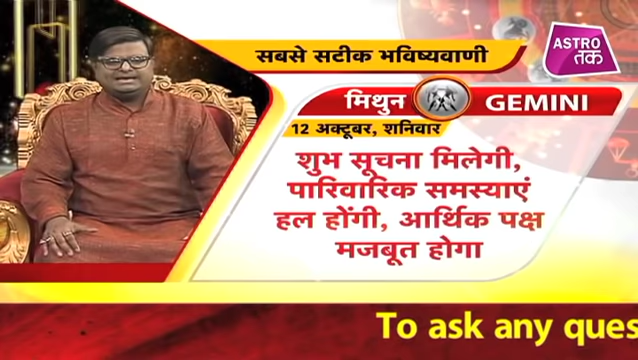 सबसे सटीक भविष्यवाणी
ASTRO
तक
मिथुन GEMINI
12 अक्टूबर, शनिवार
शुभ सूचना मिलेगी,
पारिवारिक समस्याएं
हल होंगी, आर्थिक पक्ष
मजबूत होगा
To ask any ques